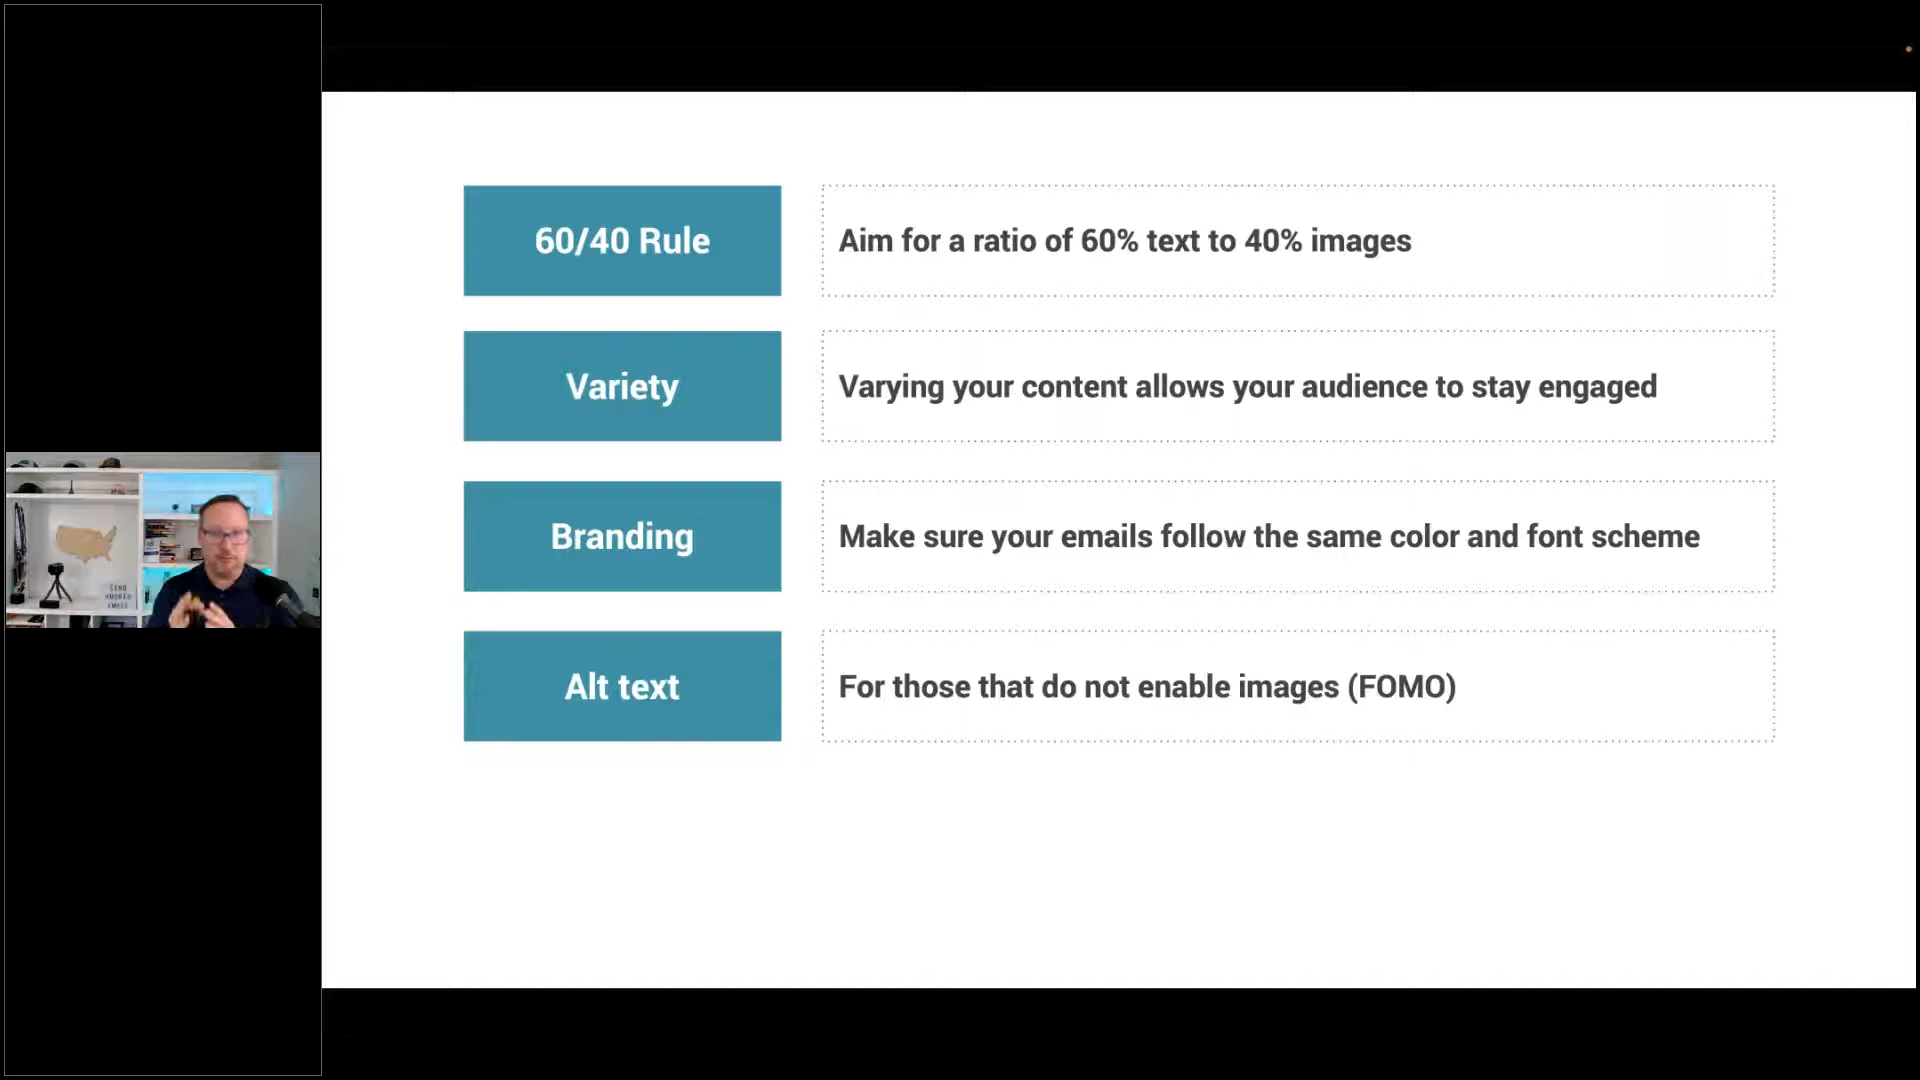 60/40 Rule
Aim for a ratio of 60% text to 40% images
Variety
Varying your content allows your audience to stay engaged
Branding
Make sure your emails follow the same color and font scheme
Alt text
For those that do not enable images (FOMO)